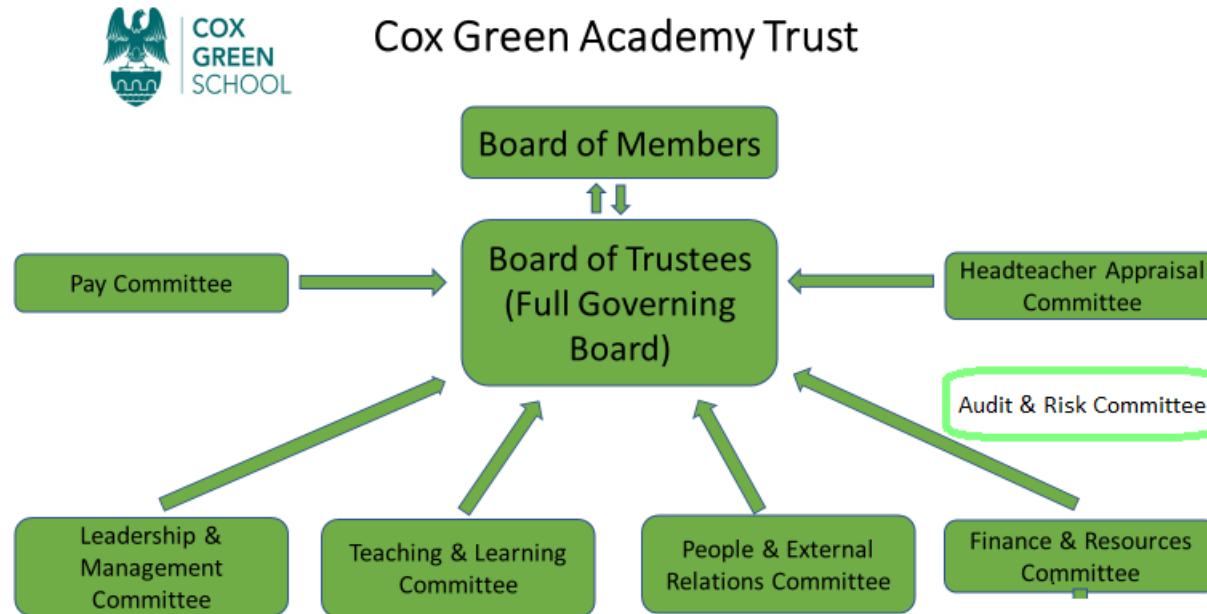 COX
GREEN
SCHOOL
Cox Green Academy Trust
Board of Members
Board of Trustees
(Full Governing
Board)
Pay Committee
Headteacher Appraisal
Committee
Audit & Risk Committee
Leadership &
Management
Committee
Teaching & Learning
Committee
People & External
Relations Committee
Finance & Resources
Committee